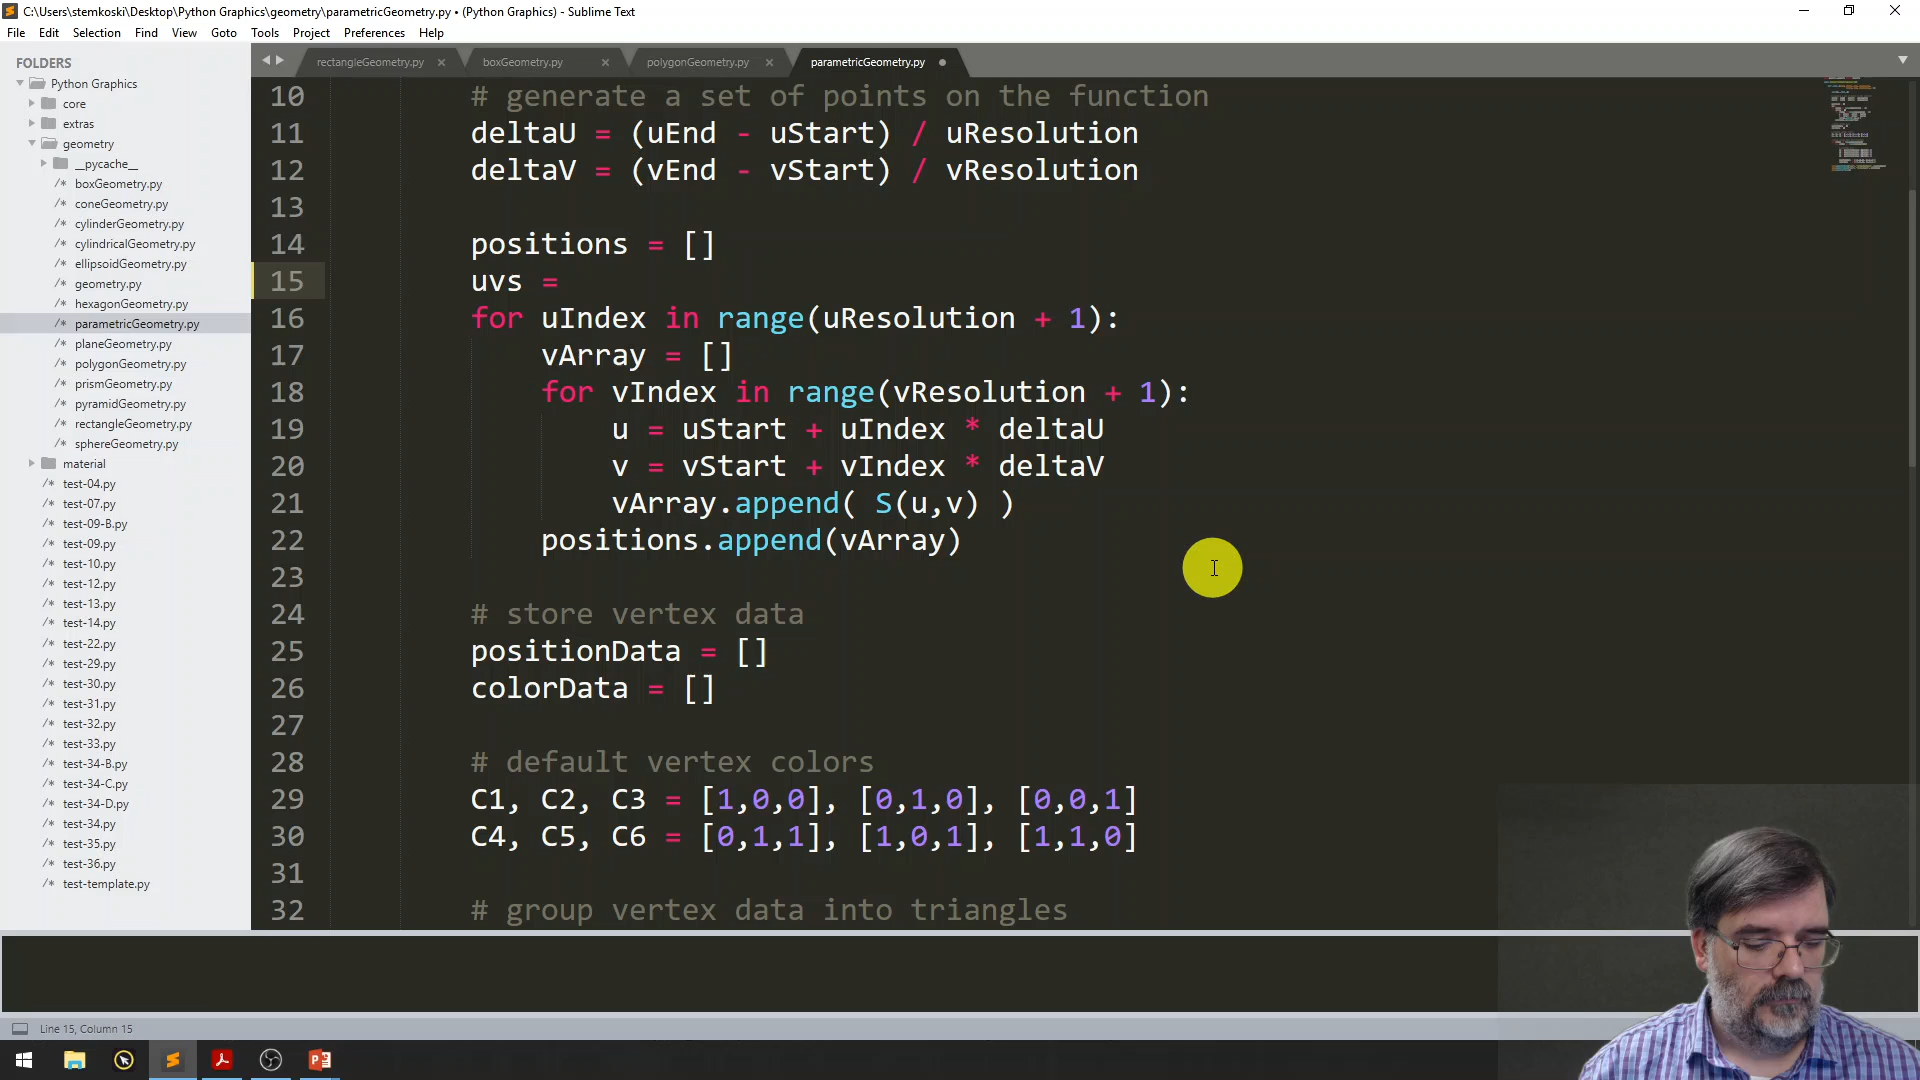 C:\Users\stemkoski\Desktop\Python Graphics\geometry\parametricGeometry.py • (Python Graphics) - Sublime Text
File Edit Selection Find View Goto Tools Project Preferences Help
FOLDERS
Python Graphics
core
extras
geometry
__pycache__
/* boxGeometry.py
/* coneGeometry.py
/* cylinderGeometry.py
/* cylindricalGeometry.py
/* ellipsoidGeometry.py
/* geometry.py
/* hexagonGeometry.py
/* parametricGeometry.py
/* planeGeometry.py
/* polygonGeometry.py
/* prismGeometry.py
/* pyramidGeometry.py
/* rectangleGeometry.py
/* sphereGeometry.py
material
/* test-04.py
/* test-07.py
/* test-09-B.py
/* test-09.py
/* test-10.py
/* test-12.py
/* test-13.py
/* test-14.py
/* test-22.py
/* test-29.py
/* test-30.py
/* test-31.py
/* test-32.py
/* test-33.py
/* test-34-B.py
/* test-34-C.py
/* test-34-D.py
/* test-34.py
/* test-35.py
/* test-36.py
/* test-template.py
rectangleGeometry.py boxGeometry.py polygonGeometry.py parametricGeometry.py
10 # generate a set of points on the function
11 deltaU = (uEnd - uStart) / uResolution
12 deltaV = (vEnd - vStart) / vResolution
13
14 positions = []
15 uvs =
16 for uIndex in range(uResolution + 1):
17 vArray = []
18 for vIndex in range(vResolution + 1):
19 u = uStart + uIndex * deltaU
20 v = vStart + vIndex * deltaV
21 vArray.append( S(u,v) )
22 positions.append(vArray)
23
24 # store vertex data
25 positionData = []
26 colorData = []
27
28 # default vertex colors
29 C1, C2, C3 = [1,0,0], [0,1,0], [0,0,1]
30 C4, C5, C6 = [0,1,1], [1,0,1], [1,1,0]
31
32 # group vertex data into triangles
Line 15, Column 15